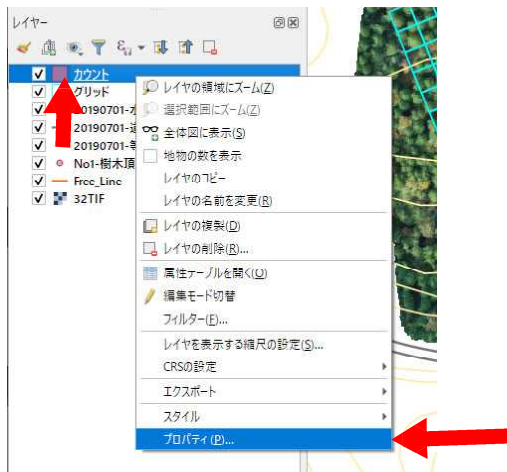 レイヤー
カウント
グリッド
20190701-
20190701-
20190701-
No1-樹木頂
Free_Line
32TIF
レイヤの領域にズーム(Z)
選択範囲にズーム(Z)
全体図に表示(S)
地物の数を表示
レイヤのコピー
レイヤの名前を変更(R)
レイヤの複製(D)
レイヤの削除(R)...
属性テーブルを開く(O)
編集モード切替
フィルター(F)...
レイヤを表示する縮尺の設定(S)...
CRSの設定
エクスポート
スタイル
プロパティ(P)...